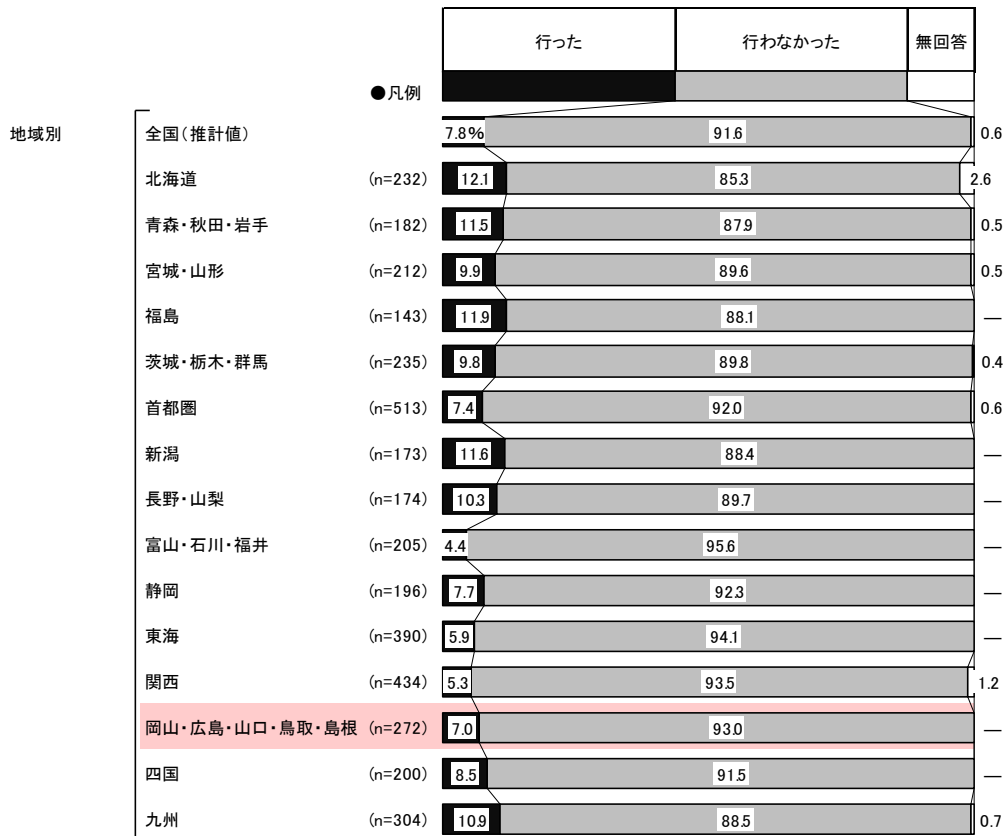 行った 行わなかった 無回答
●凡例
地域別 全国(推計値) 7.8% 91.6 0.6
北海道 (n=232) 12.1 85.3 2.6
青森・秋田・岩手 (n=182) 11.5 87.9 0.5
宮城・山形 (n=212) 9.9 89.6 0.5
福島 (n=143) 11.9 88.1 ―
茨城・栃木・群馬 (n=235) 9.8 89.8 0.4
首都圏 (n=513) 7.4 92.0 0.6
新潟 (n=173) 11.6 88.4 ―
長野・山梨 (n=174) 10.3 89.7 ―
富山・石川・福井 (n=205) 4.4 95.6 ―
静岡 (n=196) 7.7 92.3 ―
東海 (n=390) 5.9 94.1 ―
関西 (n=434) 5.3 93.5 1.2
岡山・広島・山口・鳥取・島根 (n=272) 7.0 93.0 ―
四国 (n=200) 8.5 91.5 ―
九州 (n=304) 10.9 88.5 0.7